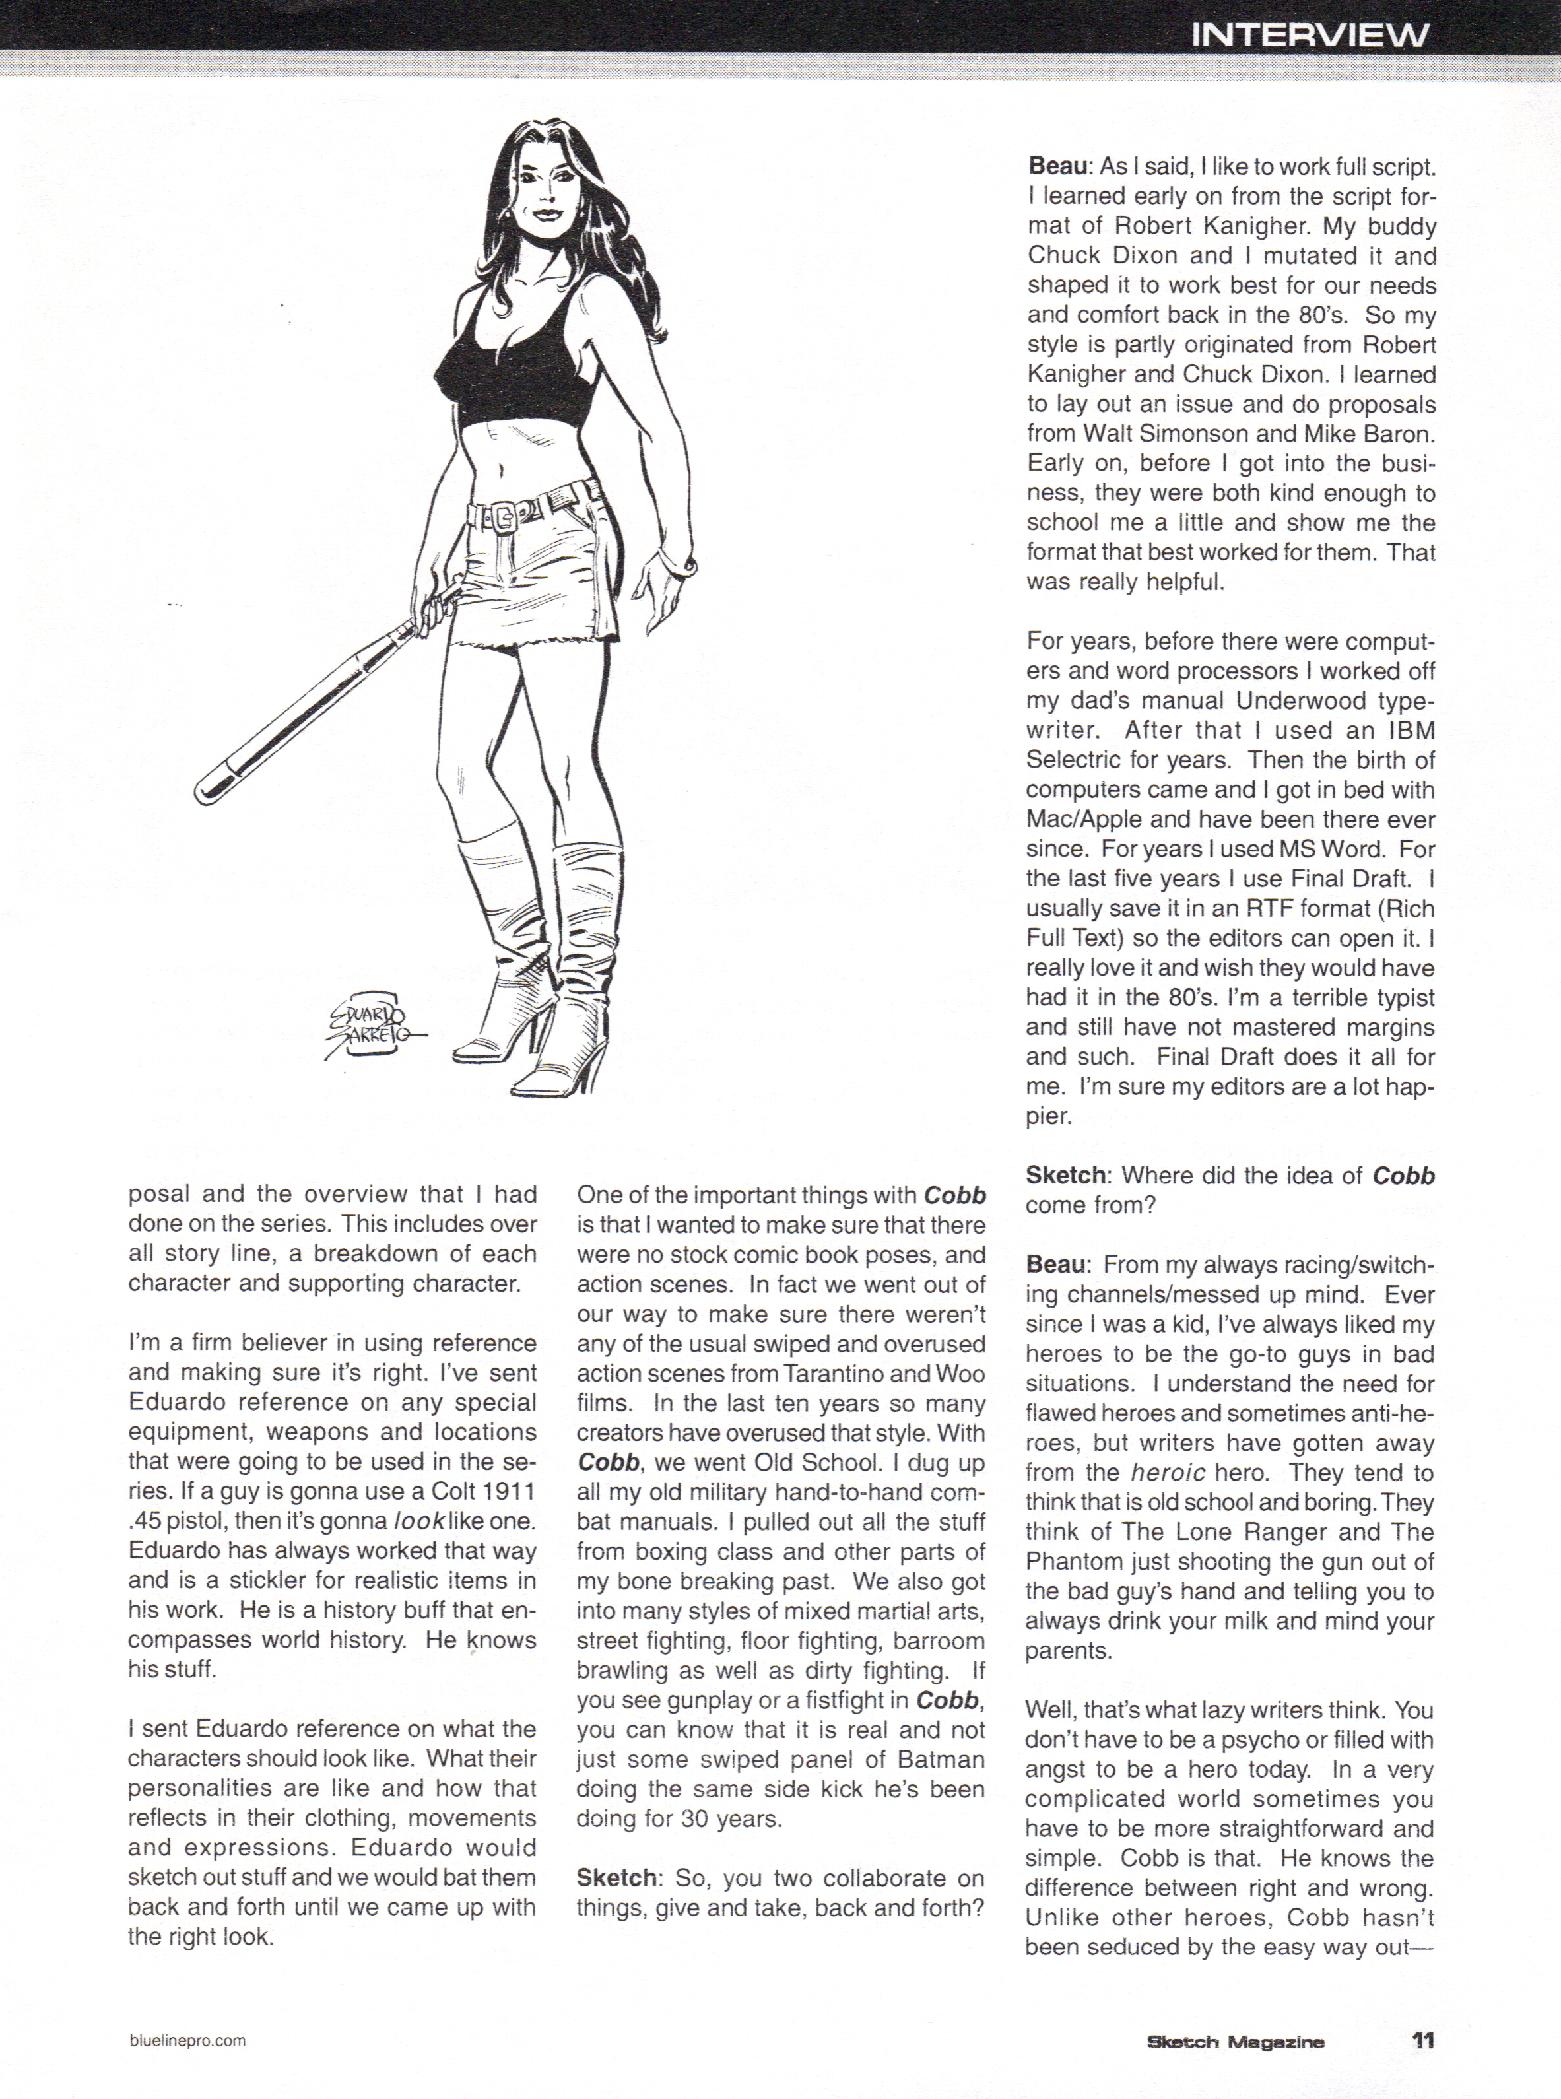 INTERVIEW
EDUARDO
BARRETO
posal and the overview that I had
done on the series. This includes over
all story line, a breakdown of each
character and supporting character.
I'm a firm believer in using reference
and making sure it's right. I've sent
Eduardo reference on any special
equipment, weapons and locations
that were going to be used in the se-
ries. If a guy is gonna use a Colt 1911
.45 pistol, then it's gonna look like one.
Eduardo has always worked that way
and is a stickler for realistic items in
his work. He is a history buff that en-
compasses world history. He knows
his stuff.
I sent Eduardo reference on what the
characters should look like. What their
personalities are like and how that
reflects in their clothing, movements
and expressions. Eduardo would
sketch out stuff and we would bat them
back and forth until we came up with
the right look.
One of the important things with Cobb
is that I wanted to make sure that there
were no stock comic book poses, and
action scenes. In fact we went out of
our way to make sure there weren't
any of the usual swiped and overused
action scenes from Tarantino and Woo
films. In the last ten years so many
creators have overused that style. With
Cobb, we went Old School. I dug up
all my old military hand-to-hand com-
bat manuals. I pulled out all the stuff
from boxing class and other parts of
my bone breaking past. We also got
into many styles of mixed martial arts,
street fighting, floor fighting, barroom
brawling as well as dirty fighting. If
you see gunplay or a fistfight in Cobb,
you can know that it is real and not
just some swiped panel of Batman
doing the same side kick he's been
doing for 30 years.
Sketch: So, you two collaborate on
things, give and take, back and forth?
Beau: As I said, I like to work full script.
I learned early on from the script for-
mat of Robert Kanigher. My buddy
Chuck Dixon and I mutated it and
shaped it to work best for our needs
and comfort back in the 80's. So my
style is partly originated from Robert
Kanigher and Chuck Dixon. I learned
to lay out an issue and do proposals
from Walt Simonson and Mike Baron.
Early on, before I got into the busi-
ness, they were both kind enough to
school me a little and show me the
format that best worked for them. That
was really helpful.
For years, before there were comput-
ers and word processors I worked off
my dad's manual Underwood type-
writer. After that I used an IBM
Selectric for years. Then the birth of
computers came and I got in bed with
Mac/Apple and have been there ever
since. For years I used MS Word. For
the last five years I use Final Draft. I
usually save it in an RTF format (Rich
Full Text) so the editors can open it. I
really love it and wish they would have
had it in the 80's. I'm a terrible typist
and still have not mastered margins
and such. Final Draft does it all for
me. I'm sure my editors are a lot hap-
pier.
Sketch: Where did the idea of Cobb
come from?
Beau: From my always racing/switch-
ing channels/messed up mind. Ever
since I was a kid, I've always liked my
heroes to be the go-to guys in bad
situations. I understand the need for
flawed heroes and sometimes anti-he-
roes, but writers have gotten away
from the heroic hero. They tend to
think that is old school and boring. They
think of The Lone Ranger and The
Phantom just shooting the gun out of
the bad guy's hand and telling you to
always drink your milk and mind your
parents.
Well, that's what lazy writers think. You
don't have to be a psycho or filled with
angst to be a hero today. In a very
complicated world sometimes you
have to be more straightforward and
simple. Cobb is that. He knows the
difference between right and wrong.
Unlike other heroes, Cobb hasn't
been seduced by the easy way out—
bluelinepro.com
Sketch Magazine 11